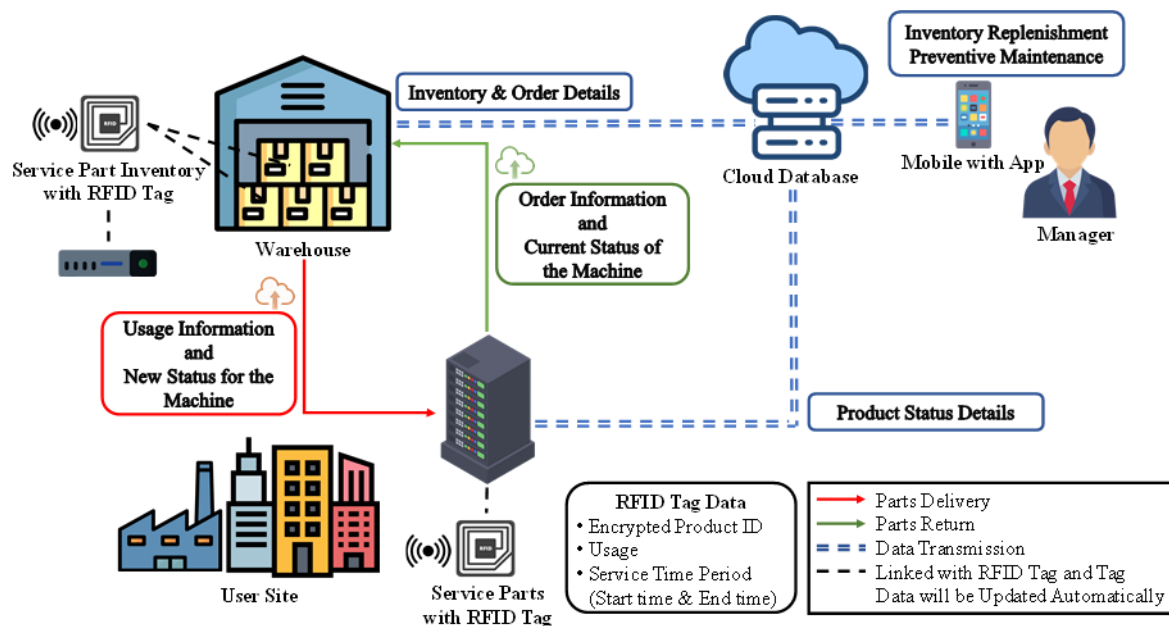 Inventory Replenishment
Preventive Maintenance
Inventory & Order Details
RFID
Service Part Inventory
with RFID Tag
Mobile with App
Cloud Database
Order Information
and
Current Status of
the Machine
Manager
Warehouse
Usage Information
and
New Status for the
Machine
Product Status Details
RFID Tag Data
• Encrypted Product ID
• Usage
• Service Time Period
(Start time & End time)
Parts Delivery
Parts Return
Data Transmission
Linked with RFID Tag and Tag
Data will be Updated Automatically
RFID
User Site
Service Parts
with RFID Tag